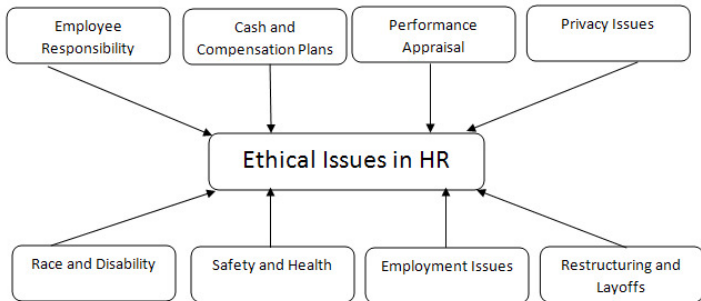 Employee
Responsibility
Cash and
Compensation Plans
Performance
Appraisal
Privacy Issues
Ethical Issues in HR
Race and Disability
Safety and Health
Employment Issues
Restructuring and
Layoffs